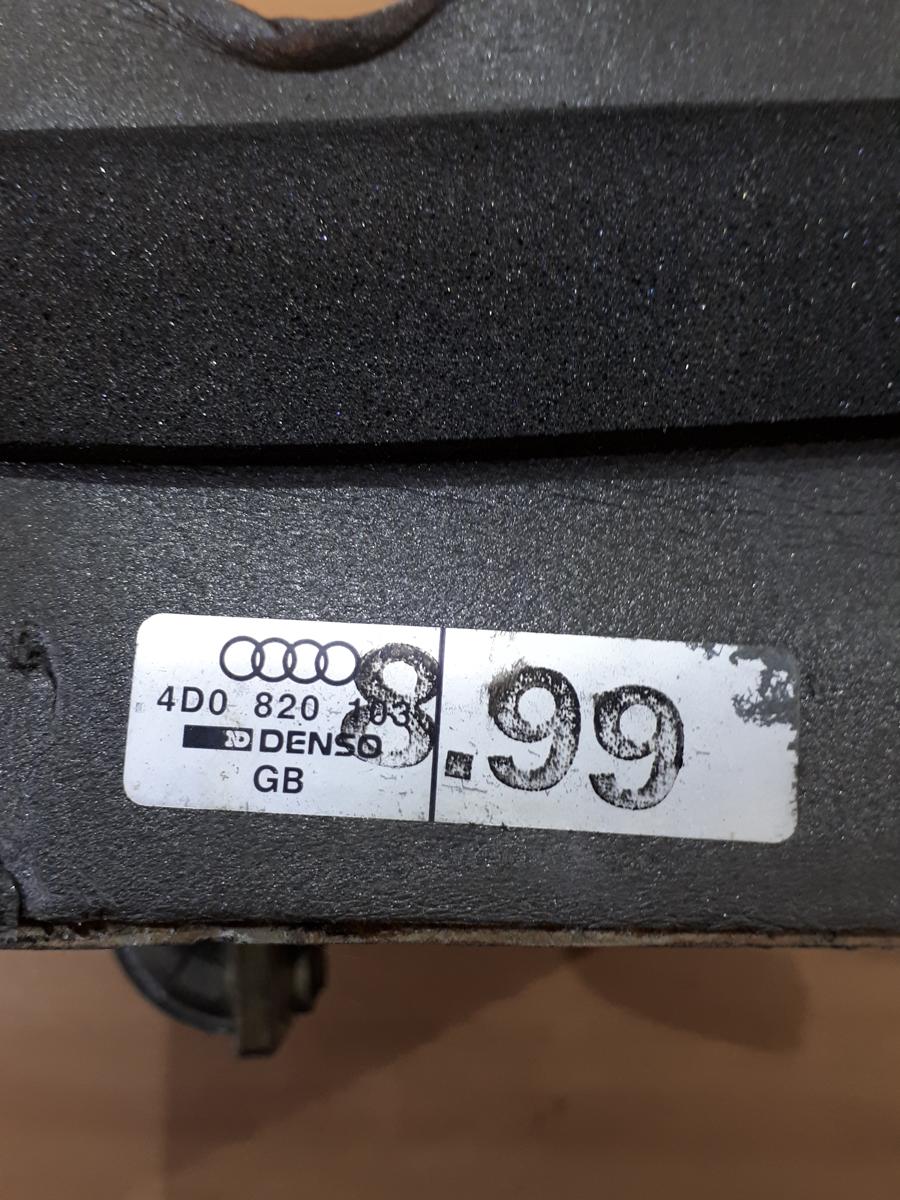 4D0 820 103
DENSO
GB
8.99